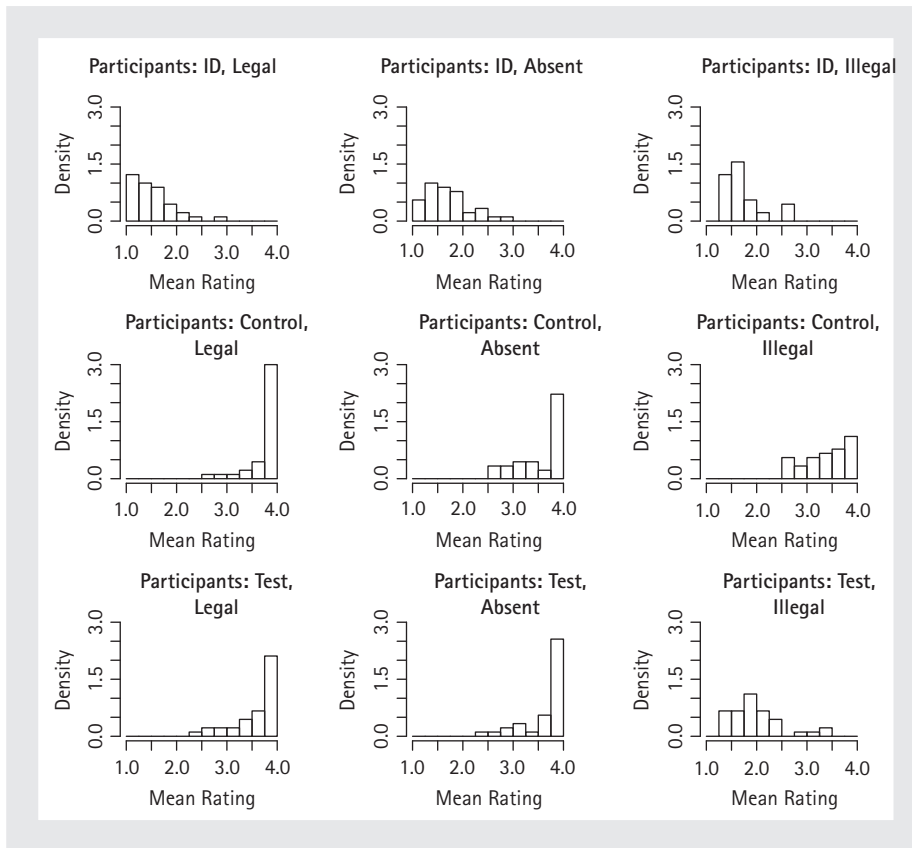 Participants: ID, Legal
Participants: ID, Absent
Participants: ID, Illegal
Density
0.0 1.5 3.0
1.0 2.0 3.0 4.0
Mean Rating
Density
0.0 1.5 3.0
1.0 2.0 3.0 4.0
Mean Rating
Density
0.0 1.5 3.0
1.0 2.0 3.0 4.0
Mean Rating
Participants: Control,
Legal
Participants: Control,
Absent
Participants: Control,
Illegal
Density
0.0 1.5 3.0
1.0 2.0 3.0 4.0
Mean Rating
Density
0.0 1.5 3.0
1.0 2.0 3.0 4.0
Mean Rating
Density
0.0 1.5 3.0
1.0 2.0 3.0 4.0
Mean Rating
Participants: Test,
Legal
Participants: Test,
Absent
Participants: Test,
Illegal
Density
0.0 1.5 3.0
1.0 2.0 3.0 4.0
Mean Rating
Density
0.0 1.5 3.0
1.0 2.0 3.0 4.0
Mean Rating
Density
0.0 1.5 3.0
1.0 2.0 3.0 4.0
Mean Rating